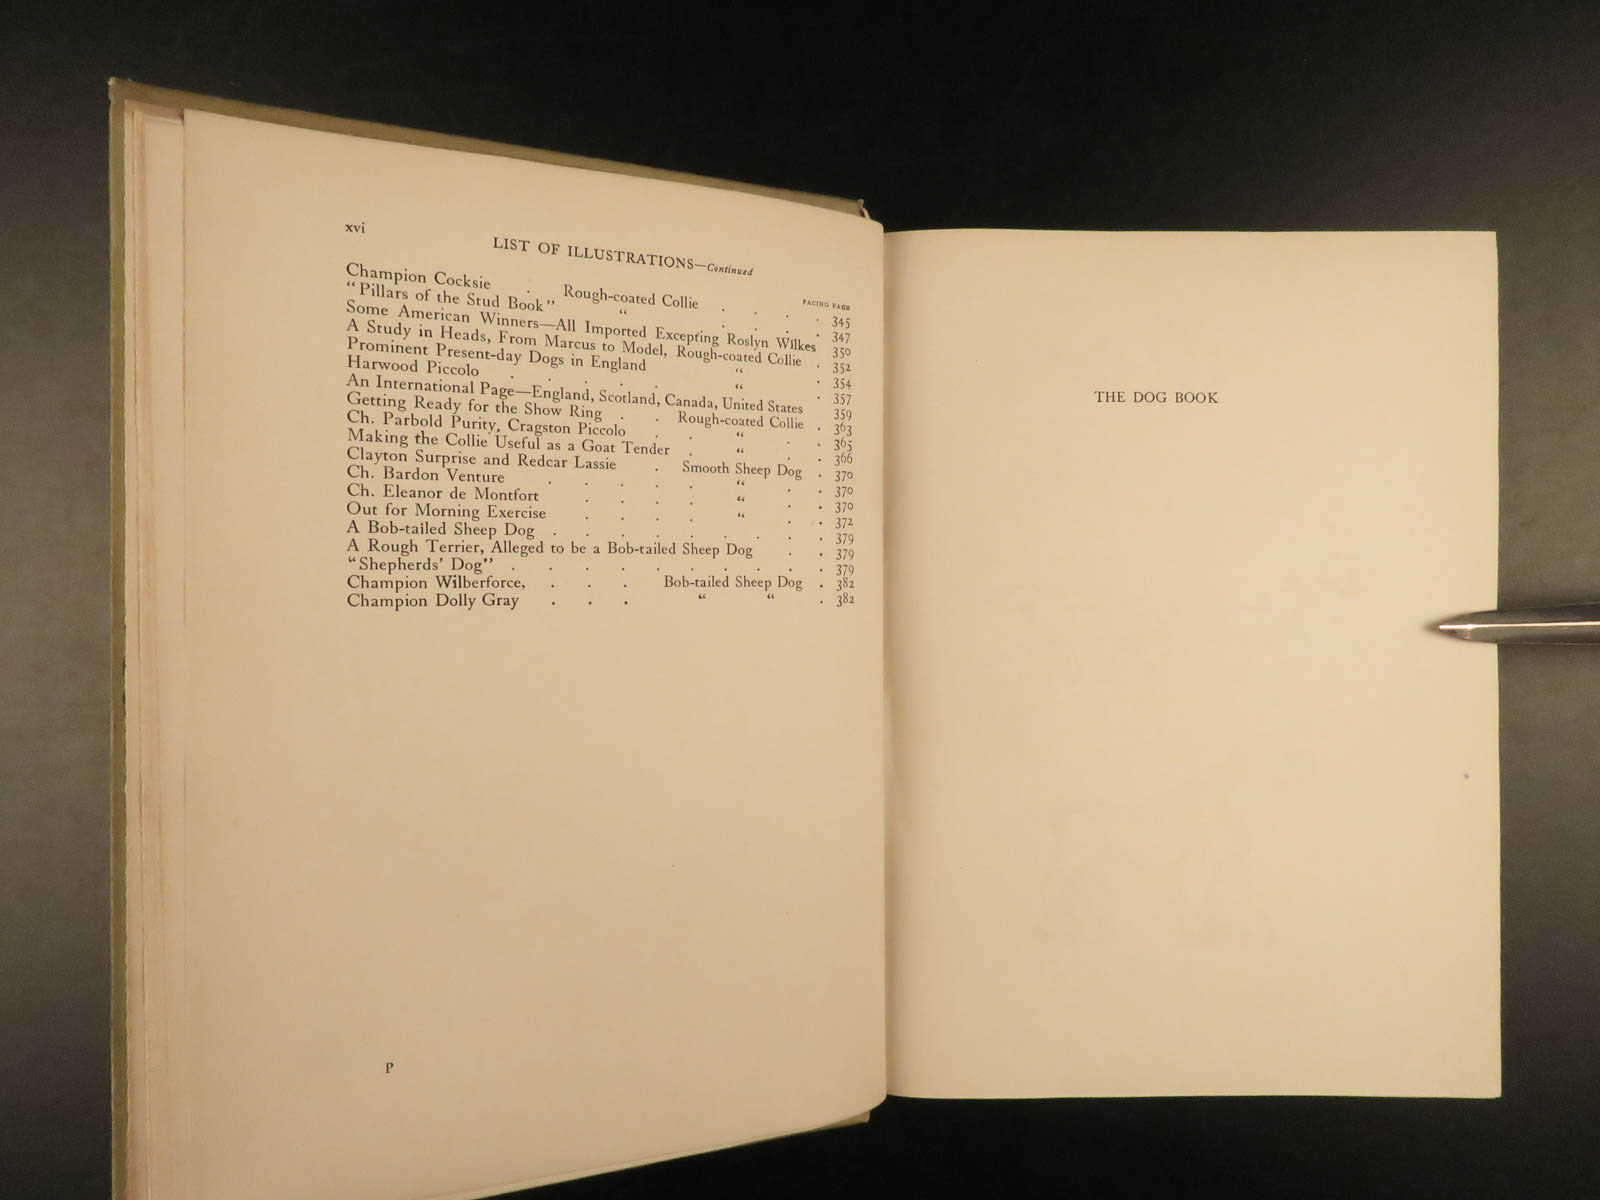 xvi
LIST OF ILLUSTRATIONS—Continued
FACING PAGE
Champion Cocksie . Rough-coated Collie . . . . 345
"Pillars of the Stud Book" " . . . . 347
Some American Winners—All Imported Excepting Roslyn Wilkes 350
A Study in Heads, From Marcus to Model, Rough-coated Collie . 352
Prominent Present-day Dogs in England " . 354
Harwood Piccolo . . . . . " . 357
An International Page—England, Scotland, Canada, United States 359
Getting Ready for the Show Ring . . Rough-coated Collie . 363
Ch. Parbold Purity, Cragston Piccolo . . " . . 365
Making the Collie Useful as a Goat Tender . " . . 366
Clayton Surprise and Redcar Lassie . Smooth Sheep Dog . 370
Ch. Bardon Venture . . . . . " . . 370
Ch. Eleanor de Montfort . . . . " . . 370
Out for Morning Exercise . . . . " . . 372
A Bob-tailed Sheep Dog . . . . . . . . 379
A Rough Terrier, Alleged to be a Bob-tailed Sheep Dog . . 379
"Shepherds' Dog" . . . . . . . . . 379
Champion Wilberforce, . . . Bob-tailed Sheep Dog . 382
Champion Dolly Gray . . . " " . 382
P
THE DOG BOOK